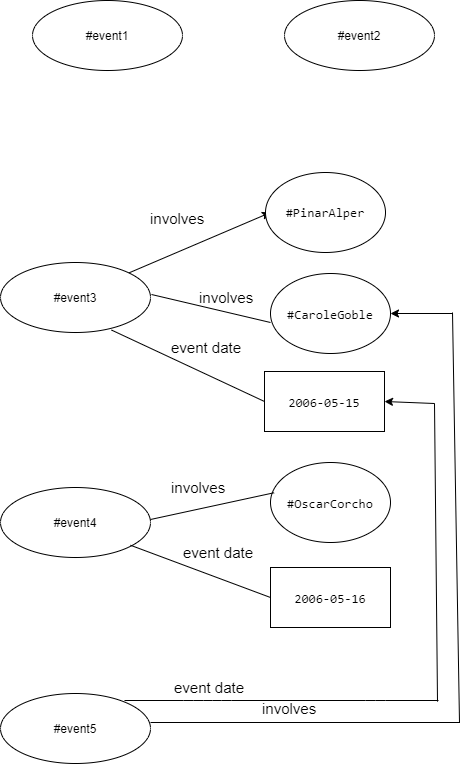 #event1
#event2
involves
#PinarAlper
#event3
involves
#CaroleGoble
event date
2006-05-15
involves
#OscarCorcho
#event4
event date
2006-05-16
event date
involves
#event5